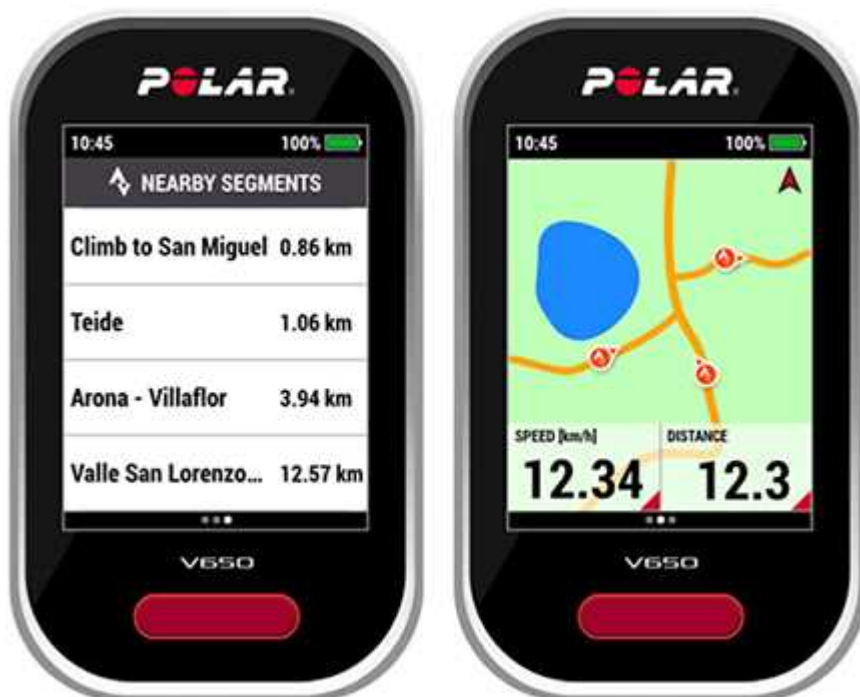 POLAR
10:45 100%
NEARBY SEGMENTS
Climb to San Miguel 0.86 km
Teide 1.06 km
Arona - Villaflor 3.94 km
Valle San Lorenzo... 12.57 km
V650
POLAR
10:45 100%
SPEED [km/h] DISTANCE
12.34 12.3
V650